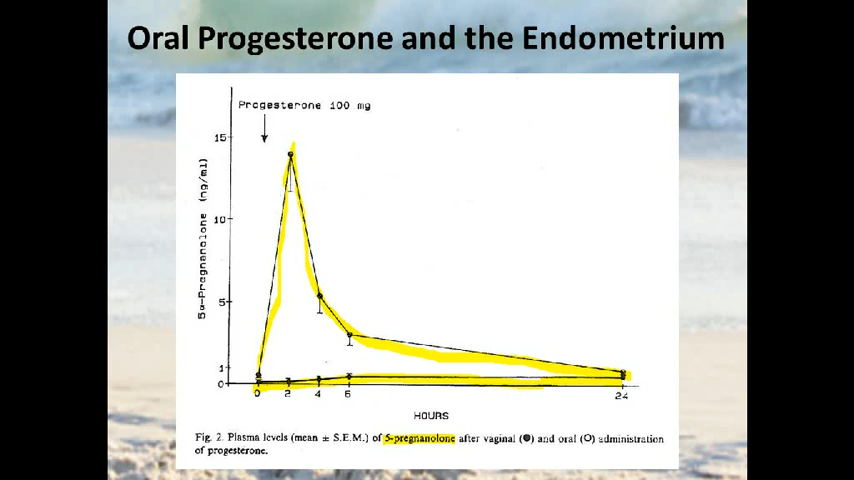 Oral Progesterone and the Endometrium
Progesterone 100 mg
5α-Pregnanolone (ng/ml)
15
10
5
1
0
0 2 4 6 24
HOURS
Fig. 2. Plasma levels (mean ± S.E.M.) of 5-pregnanolone after vaginal (●) and oral (○) administration
of progesterone.